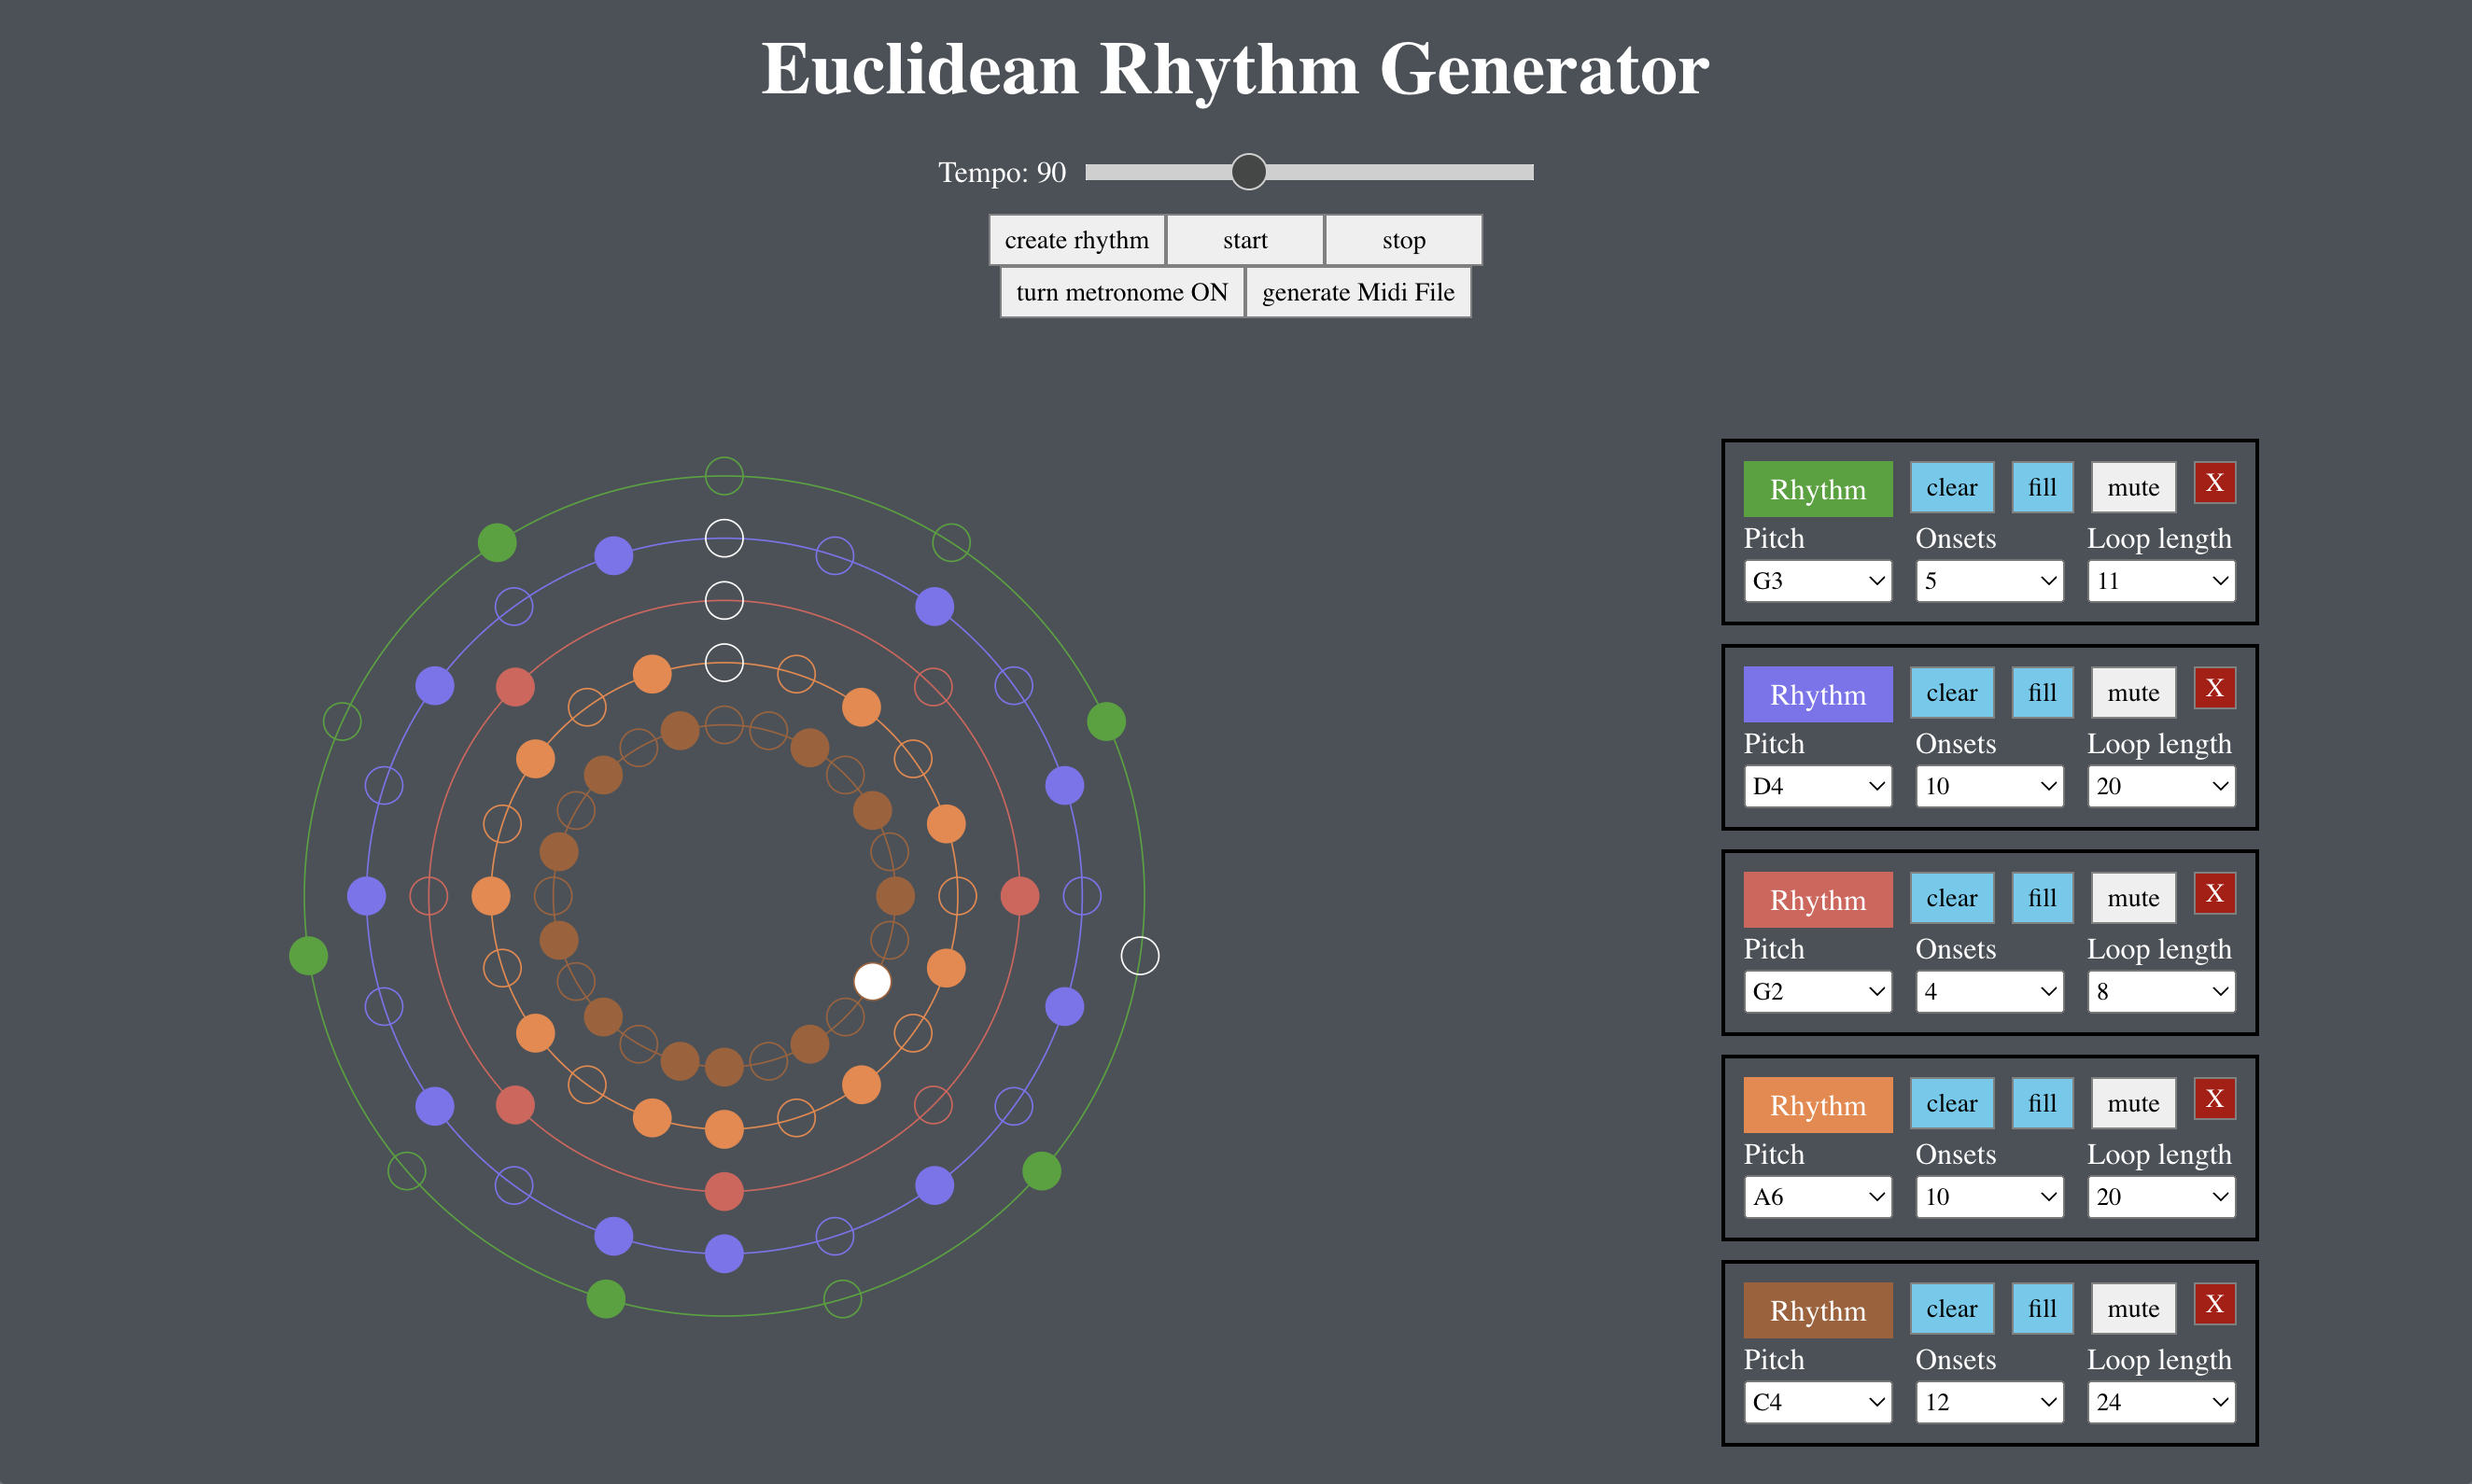 Euclidean Rhythm Generator
Tempo: 90
create rhythm start stop
turn metronome ON generate Midi File
Rhythm clear fill mute X
Pitch Onsets Loop length
G3 5 11
Rhythm clear fill mute X
Pitch Onsets Loop length
D4 10 20
Rhythm clear fill mute X
Pitch Onsets Loop length
G2 4 8
Rhythm clear fill mute X
Pitch Onsets Loop length
A6 10 20
Rhythm clear fill mute X
Pitch Onsets Loop length
C4 12 24